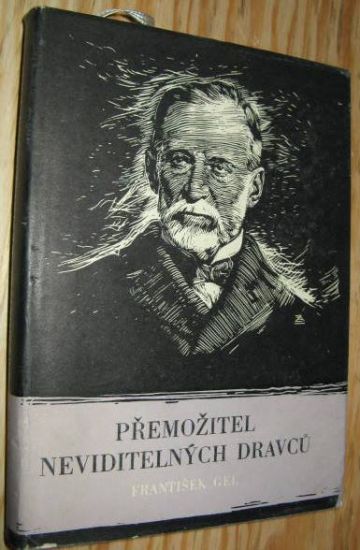 PŘEMOŽITEL
NEVIDITELNÝCH DRAVCŮ
FRANTIŠEK GEL